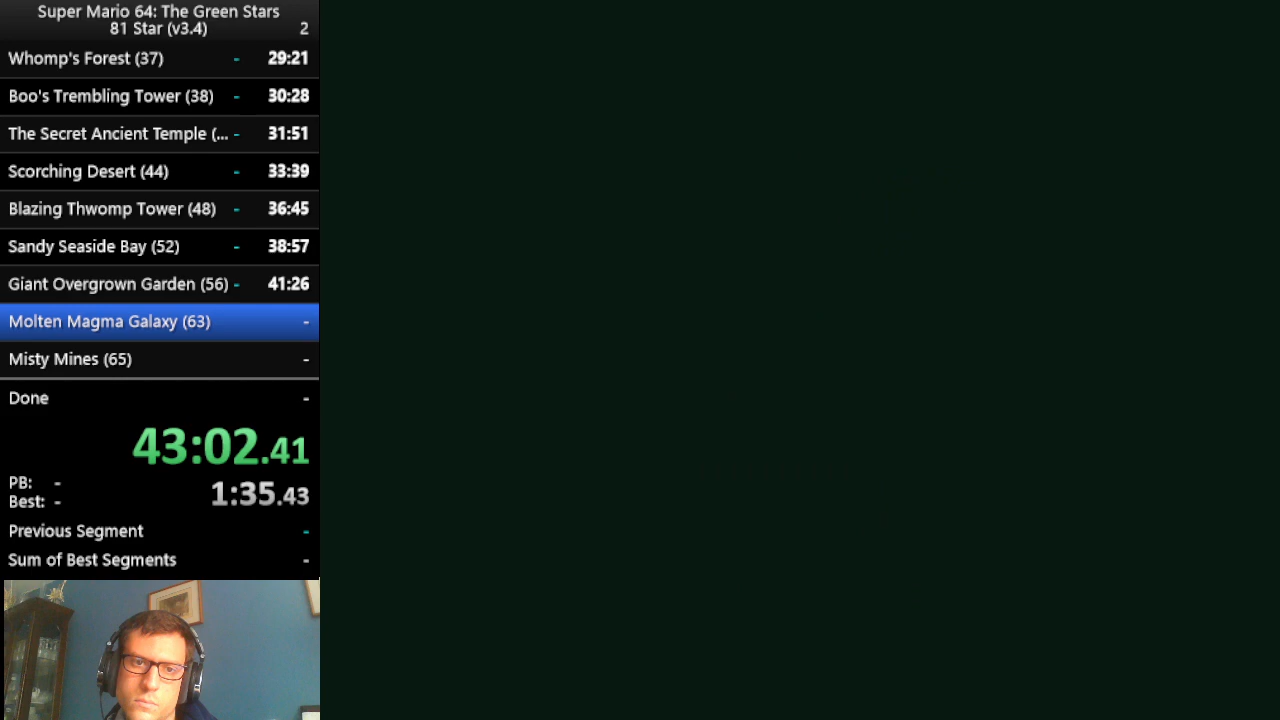 Super Mario 64: The Green Stars
81 Star (v3.4) 2
Whomp's Forest (37) - 29:21
Boo's Trembling Tower (38) - 30:28
The Secret Ancient Temple (... - 31:51
Scorching Desert (44) - 33:39
Blazing Thwomp Tower (48) - 36:45
Sandy Seaside Bay (52) - 38:57
Giant Overgrown Garden (56) - 41:26
Molten Magma Galaxy (63) -
Misty Mines (65) -
Done -
43:02.41
PB: -
Best: - 1:35.43
Previous Segment -
Sum of Best Segments -